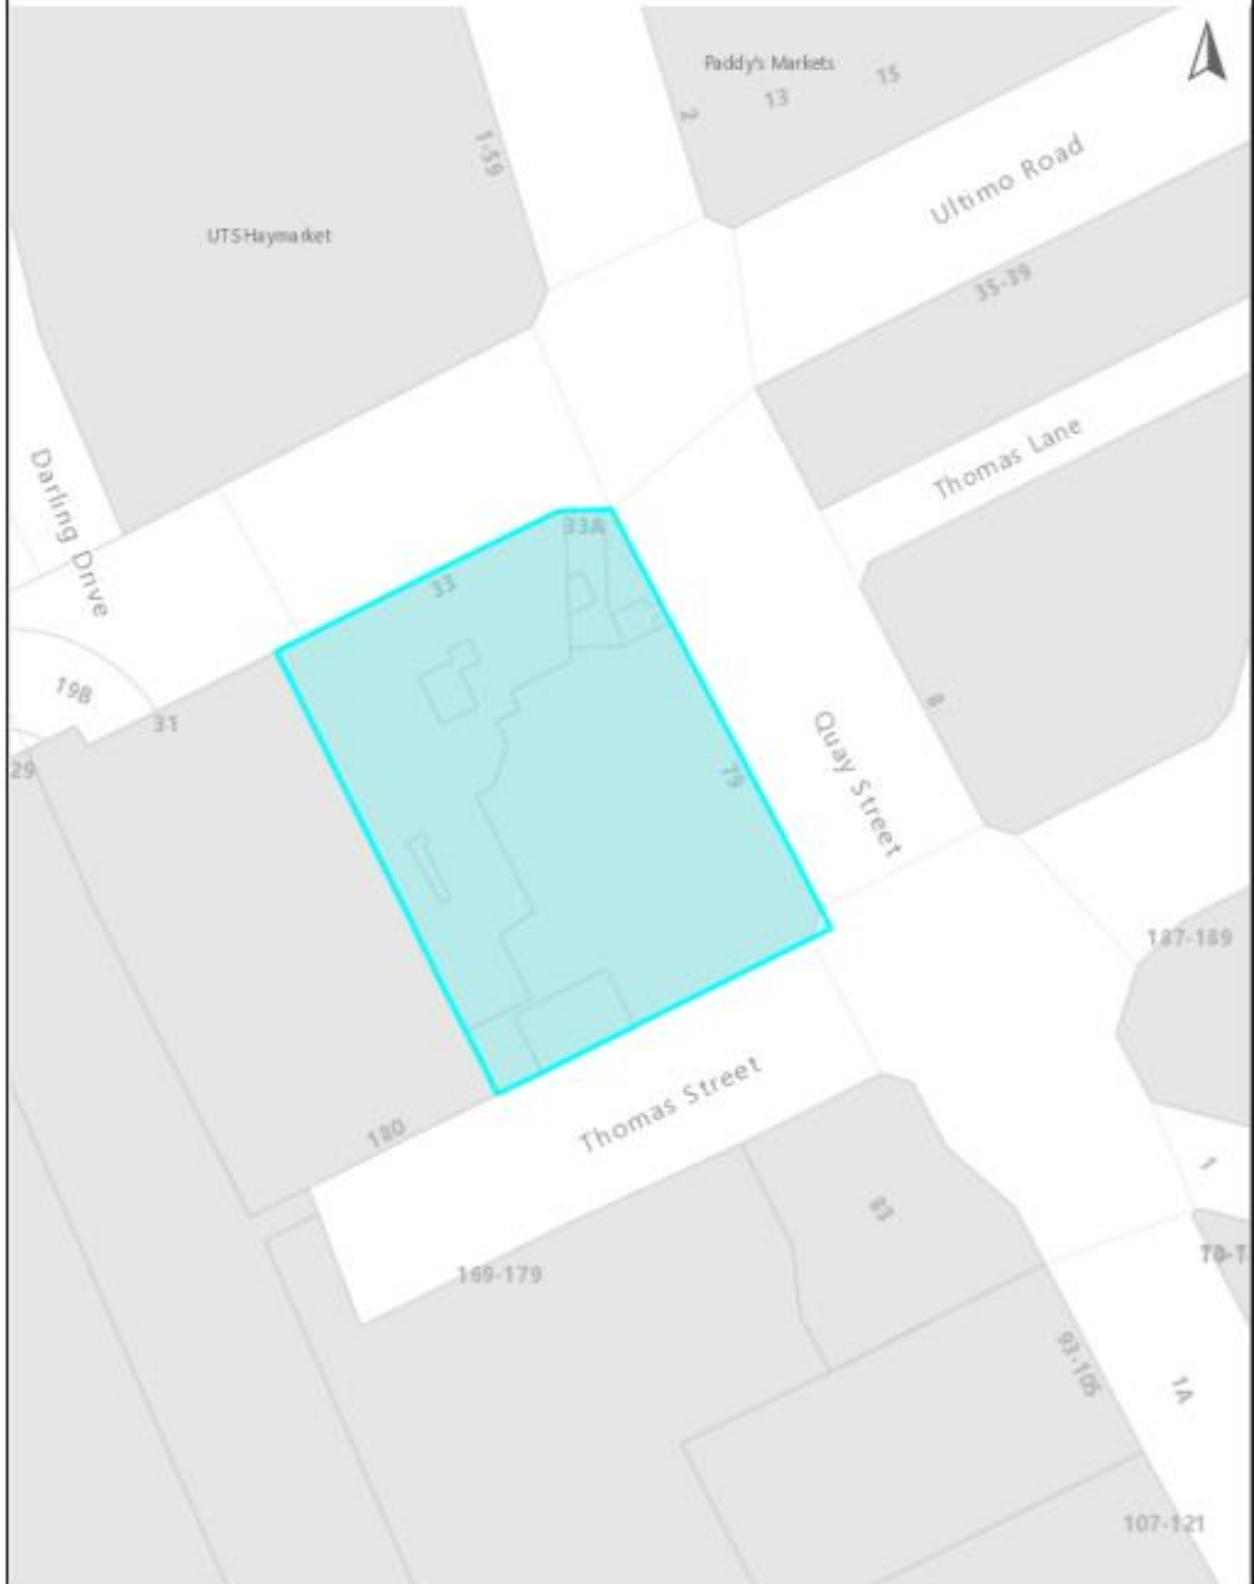 Paddy's Markets
15
13
2
1-59
Ultimo Road
UTS Haymarket
35-39
Thomas Lane
Darling Drive
33A
33
19B
31
29
8
Quay Street
79
187-189
Thomas Street
180
1
83
169-179
93-105
1A
107-121